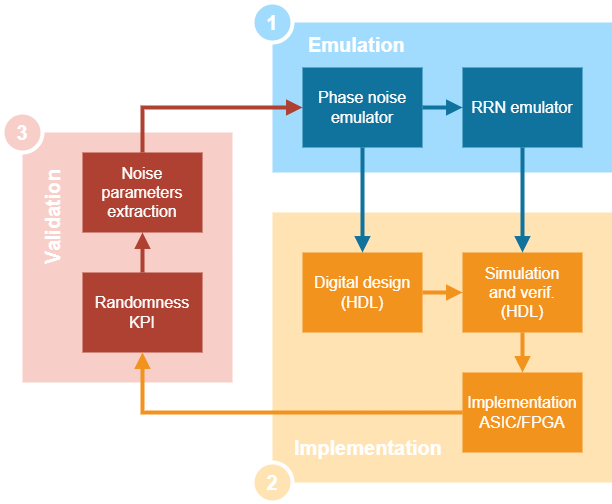 1
Emulation
Phase noise
emulator
RRN emulator
3
Validation
Noise
parameters
extraction
Randomness
KPI
Digital design
(HDL)
Simulation
and verif.
(HDL)
Implementation
ASIC/FPGA
Implementation
2